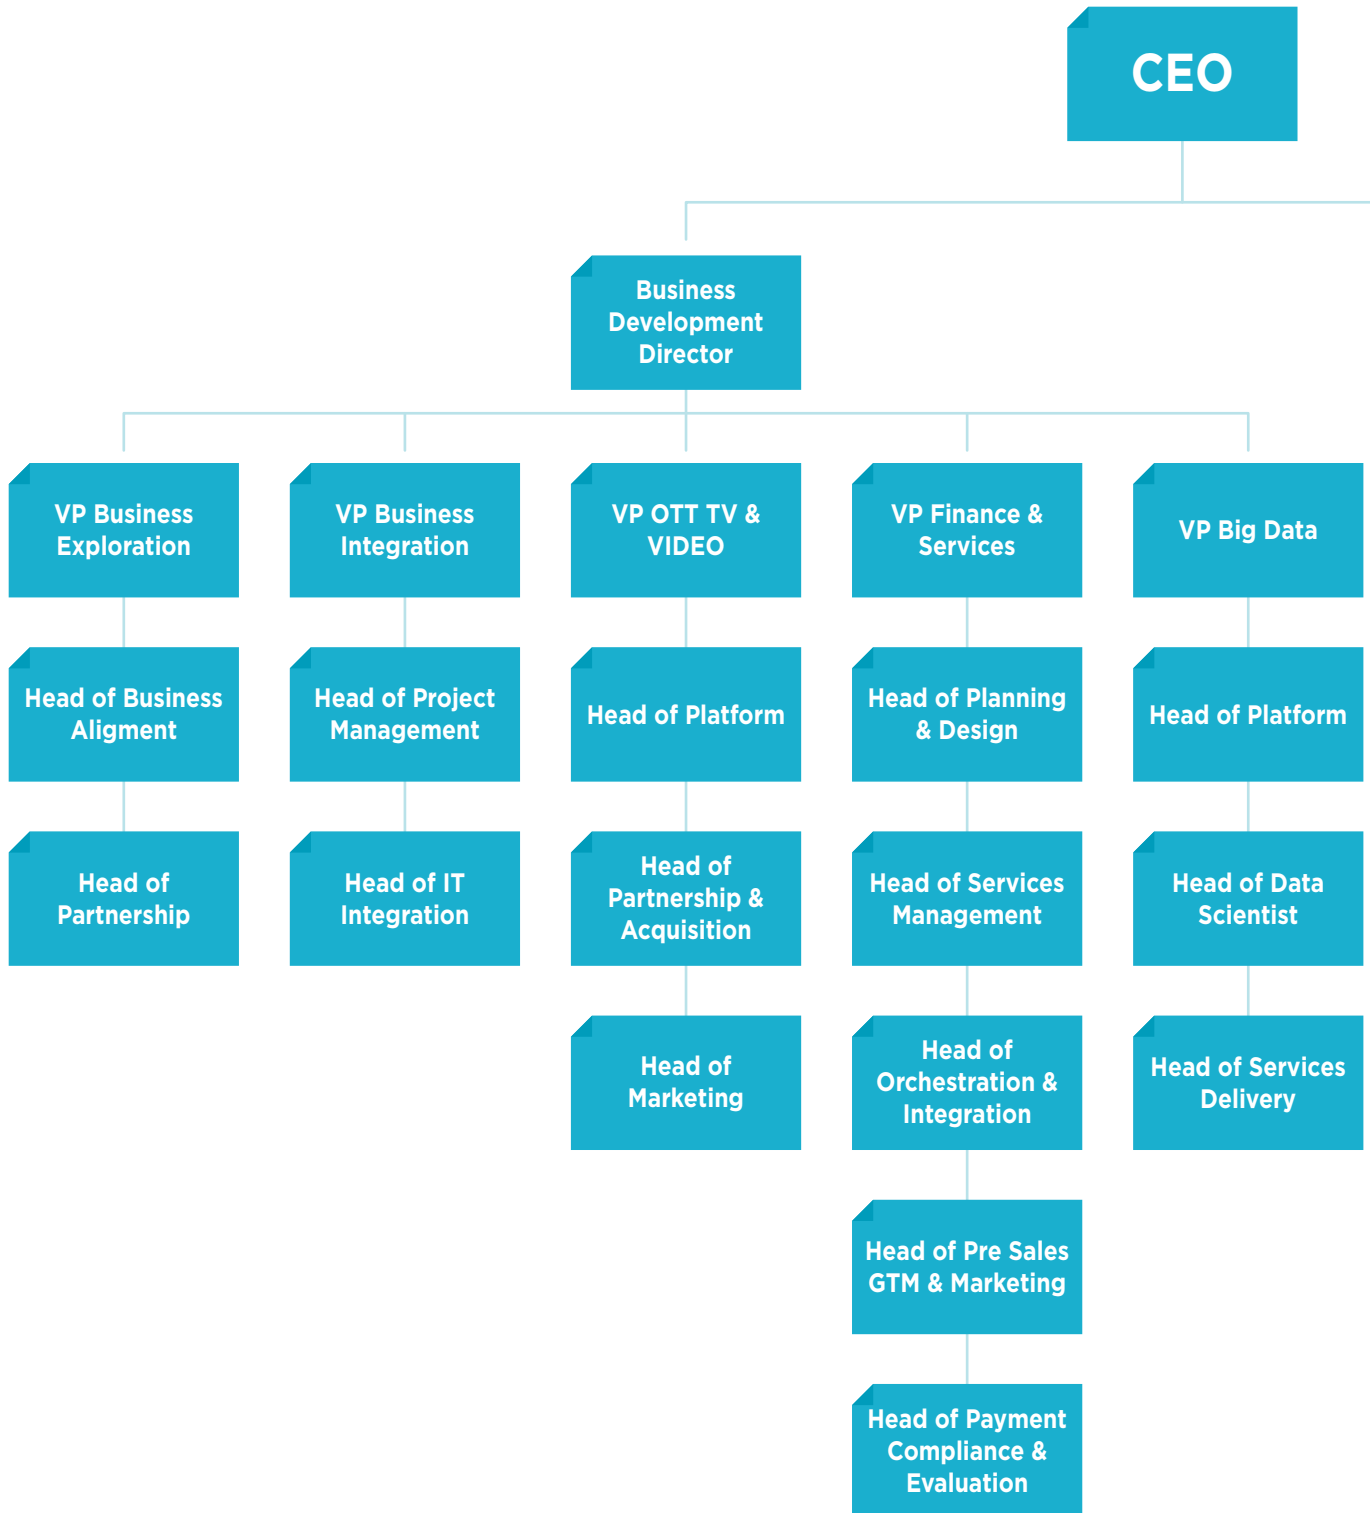 CEO
Business
Development
Director
VP Business
Exploration
VP Business
Integration
VP OTT TV &
VIDEO
VP Finance &
Services
VP Big Data
Head of Business
Aligment
Head of Project
Management
Head of Platform
Head of Planning
& Design
Head of Platform
Head of
Partnership
Head of IT
Integration
Head of
Partnership &
Acquisition
Head of Services
Management
Head of Data
Scientist
Head of
Marketing
Head of
Orchestration &
Integration
Head of Services
Delivery
Head of Pre Sales
GTM & Marketing
Head of Payment
Compliance &
Evaluation